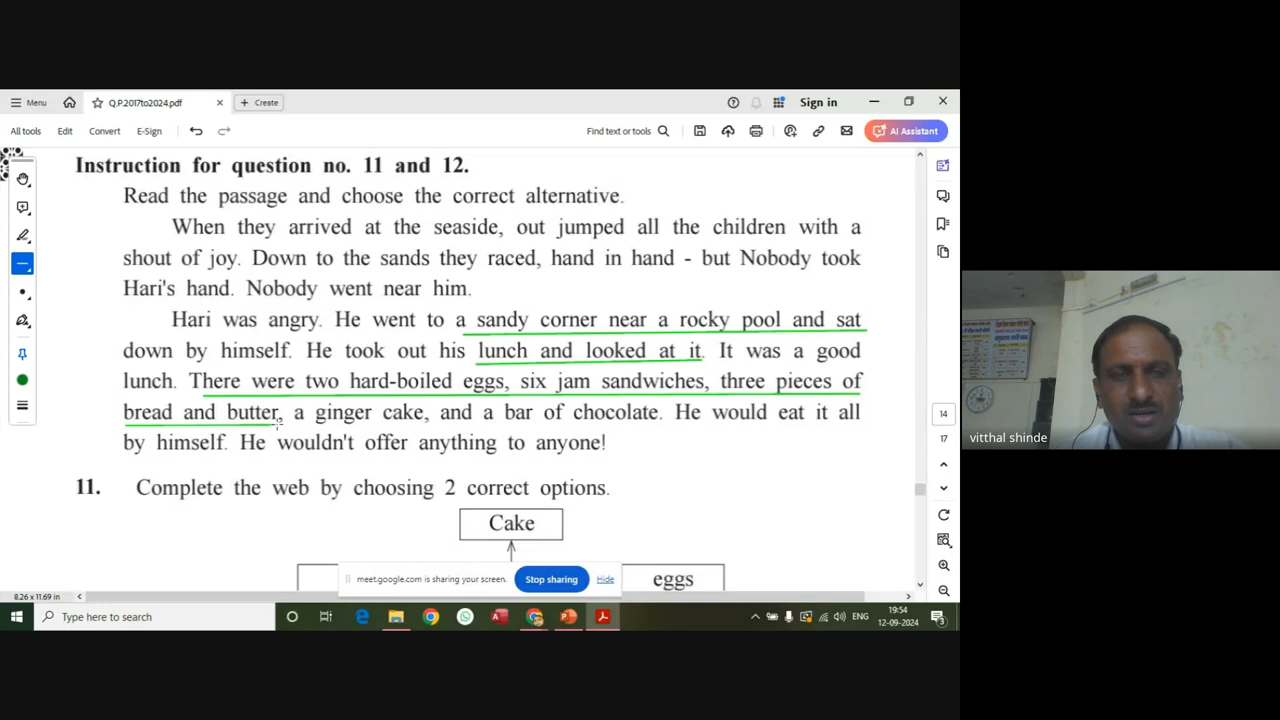 Menu
Q.P.2017to2024.pdf
Create
Sign in
All tools
Edit
Convert
E-Sign
Find text or tools
AI Assistant
Instruction for question no. 11 and 12.
Read the passage and choose the correct alternative.
When they arrived at the seaside, out jumped all the children with a
shout of joy. Down to the sands they raced, hand in hand - but Nobody took
Hari's hand. Nobody went near him.
Hari was angry. He went to a sandy corner near a rocky pool and sat
down by himself. He took out his lunch and looked at it. It was a good
lunch. There were two hard-boiled eggs, six jam sandwiches, three pieces of
bread and butter, a ginger cake, and a bar of chocolate. He would eat it all
by himself. He wouldn't offer anything to anyone!
11. Complete the web by choosing 2 correct options.
Cake
eggs
meet.google.com is sharing your screen.
Stop sharing
Hide
14
17
8.26 x 11.69 in
Type here to search
ENG
19:54
12-09-2024
3
vitthal shinde